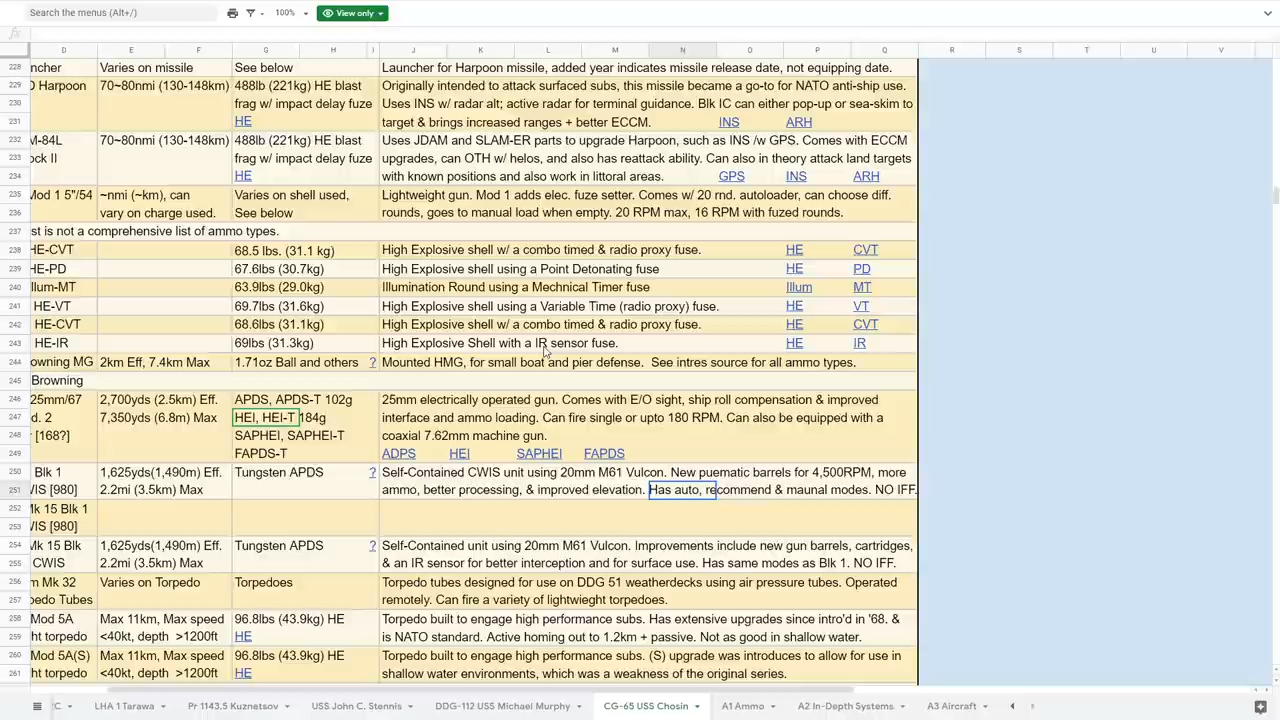 Search the menus (Alt+/) 100% View only
fx
D E F G H I J K L M N O P Q R S T U V
228 ncher Varies on missile See below Launcher for Harpoon missile, added year indicates missile release date, not equipping date.
229 D Harpoon 70~80nmi (130-148km) 488lb (221kg) HE blast Originally intended to attack surfaced subs, this missile became a go-to for NATO anti-ship use.
230 frag w/ impact delay fuze Uses INS w/ radar alt; active radar for terminal guidance. Blk IC can either pop-up or sea-skim to
231 HE target & brings increased ranges + better ECCM. INS ARH
232 M-84L 70~80nmi (130-148km) 488lb (221kg) HE blast Uses JDAM and SLAM-ER parts to upgrade Harpoon, such as INS /w GPS. Comes with ECCM
233 ock II frag w/ impact delay fuze upgrades, can OTH w/ helos, and also has reattack ability. Can also in theory attack land targets
234 HE with known positions and also work in littoral areas. GPS INS ARH
235 Mod 1 5"/54 ~nmi (~km), can Varies on shell used, Lightweight gun. Mod 1 adds elec. fuze setter. Comes w/ 20 rnd. autoloader, can choose diff.
236 vary on charge used. See below rounds, goes to manual load when empty. 20 RPM max, 16 RPM with fuzed rounds.
237 st is not a comprehensive list of ammo types.
238 HE-CVT 68.5 lbs. (31.1 kg) High Explosive shell w/ a combo timed & radio proxy fuse. HE CVT
239 HE-PD 67.6lbs (30.7kg) High Explosive shell using a Point Detonating fuse HE PD
240 llum-MT 63.9lbs (29.0kg) Illumination Round using a Mechnical Timer fuse Illum MT
241 HE-VT 69.7lbs (31.6kg) High Explosive shell using a Variable Time (radio proxy) fuse. HE VT
242 HE-CVT 68.6lbs (31.1kg) High Explosive shell w/ a combo timed & radio proxy fuse. HE CVT
243 HE-IR 69lbs (31.3kg) High Explosive Shell with a IR sensor fuse. HE IR
244 owning MG 2km Eff, 7.4km Max 1.71oz Ball and others ? Mounted HMG, for small boat and pier defense. See intres source for all ammo types.
245 Browning
246 25mm/67 2,700yds (2.5km) Eff. APDS, APDS-T 102g 25mm electrically operated gun. Comes with E/O sight, ship roll compensation & improved
247 d. 2 7,350yds (6.8m) Max HEI, HEI-T 184g interface and ammo loading. Can fire single or upto 180 RPM. Can also be equipped with a
248 [168?] SAPHEI, SAPHEI-T coaxial 7.62mm machine gun.
249 FAPDS-T ADPS HEI SAPHEI FAPDS
250 Blk 1 1,625yds(1,490m) Eff. Tungsten APDS ? Self-Contained CWIS unit using 20mm M61 Vulcon. New puematic barrels for 4,500RPM, more
251 WIS [980] 2.2mi (3.5km) Max ammo, better processing, & improved elevation. Has auto, recommend & maunal modes. NO IFF.
252 Mk 15 Blk 1
253 WIS [980]
254 Mk 15 Blk 1,625yds(1,490m) Eff. Tungsten APDS ? Self-Contained unit using 20mm M61 Vulcon. Improvements include new gun barrels, cartridges,
255 CWIS 2.2mi (3.5km) Max & an IR sensor for better interception and for surface use. Has same modes as Blk 1. NO IFF.
256 m Mk 32 Varies on Torpedo Torpedoes Torpedo tubes designed for use on DDG 51 weatherdecks using air pressure tubes. Operated
257 pedo Tubes remotely. Can fire a variety of lightwieght torpedoes.
258 Mod 5A Max 11km, Max speed 96.8lbs (43.9kg) HE Torpedo built to engage high performance subs. Has extensive upgrades since intro'd in '68. &
259 ht torpedo <40kt, depth >1200ft HE is NATO standard. Active homing out to 1.2km + passive. Not as good in shallow water.
260 Mod 5A(S) Max 11km, Max speed 96.8lbs (43.9kg) HE Torpedo built to engage high performance subs. (S) upgrade was introduces to allow for use in
261 ht torpedo <40kt, depth >1200ft HE shallow water environments, which was a weakness of the original series.
C LHA 1 Tarawa Pr 1143.5 Kuznetsov USS John C. Stennis DDG-112 USS Michael Murphy CG-65 USS Chosin A1 Ammo A2 In-Depth Systems A3 Aircraft